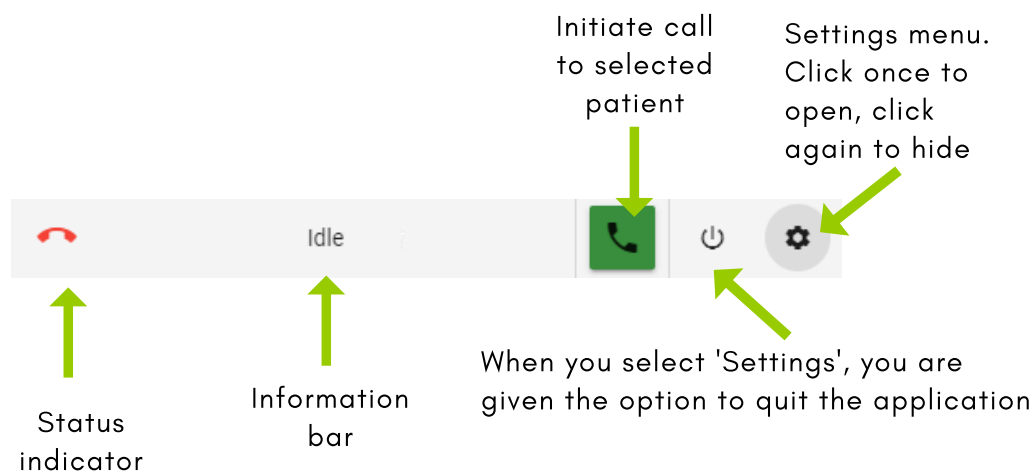 Initiate call
to selected
patient
Settings menu.
Click once to
open, click
again to hide
Idle
When you select 'Settings', you are
given the option to quit the application
Information
bar
Status
indicator